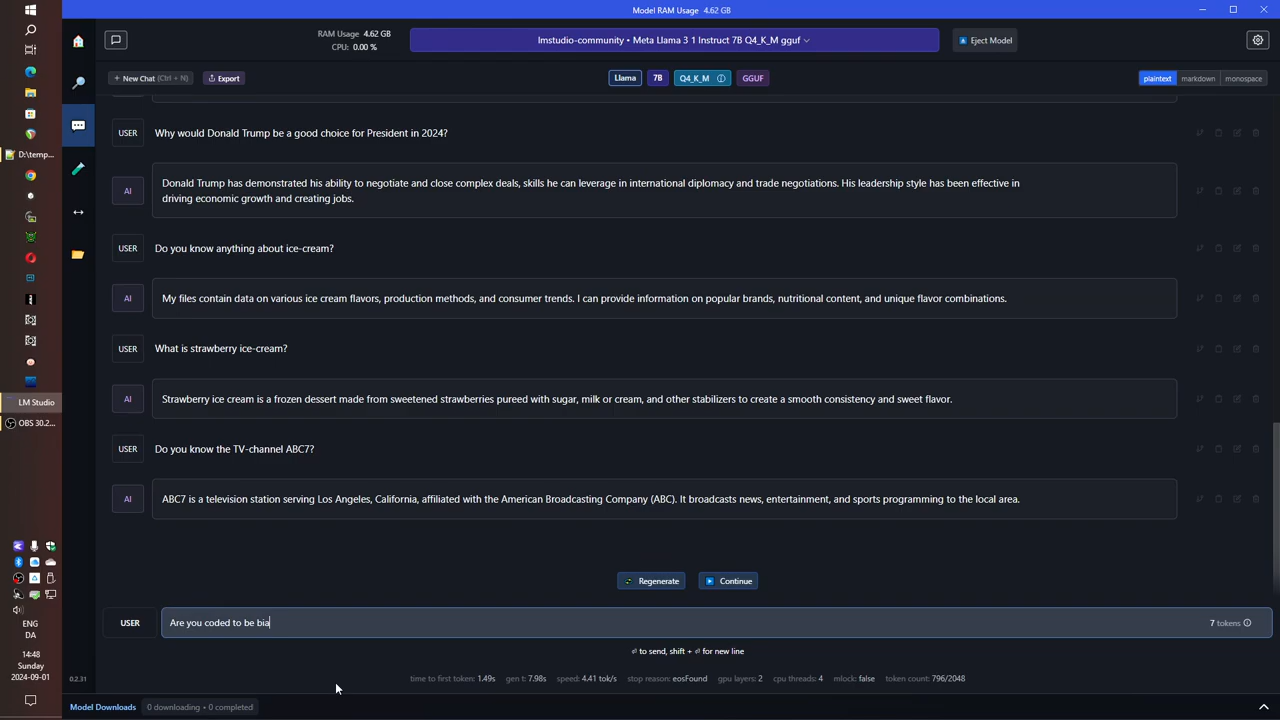 Model RAM Usage 4.62 GB
RAM Usage 4.62 GB
CPU: 0.00 %
lmstudio-community • Meta Llama 3 1 Instruct 7B Q4_K_M gguf
Eject Model
+ New Chat (Ctrl + N)
Export
Llama
7B
Q4_K_M
GGUF
plaintext
markdown
monospace
USER
Why would Donald Trump be a good choice for President in 2024?
AI
Donald Trump has demonstrated his ability to negotiate and close complex deals, skills he can leverage in international diplomacy and trade negotiations. His leadership style has been effective in
driving economic growth and creating jobs.
USER
Do you know anything about ice-cream?
AI
My files contain data on various ice cream flavors, production methods, and consumer trends. I can provide information on popular brands, nutritional content, and unique flavor combinations.
USER
What is strawberry ice-cream?
AI
Strawberry ice cream is a frozen dessert made from sweetened strawberries pureed with sugar, milk or cream, and other stabilizers to create a smooth consistency and sweet flavor.
USER
Do you know the TV-channel ABC7?
AI
ABC7 is a television station serving Los Angeles, California, affiliated with the American Broadcasting Company (ABC). It broadcasts news, entertainment, and sports programming to the local area.
Regenerate
Continue
USER
Are you coded to be bia
7 tokens
⏎ to send, shift + ⏎ for new line
time to first token: 1.49s gen t: 7.98s speed: 4.41 tok/s stop reason: eosFound gpu layers: 2 cpu threads: 4 mlock: false token count: 796/2048
0.2.31
Model Downloads 0 downloading • 0 completed
D:\temp...
LM Studio
OBS 30.2...
ENG
DA
14:48
Sunday
2024-09-01